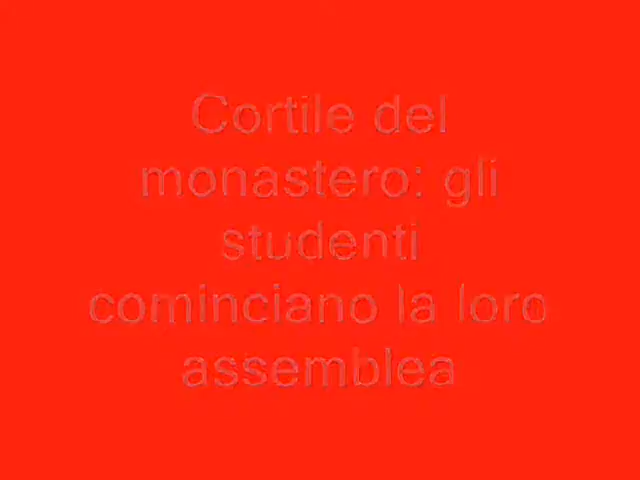 Cortile del
monastero: gli
studenti
cominciano la loro
assemblea